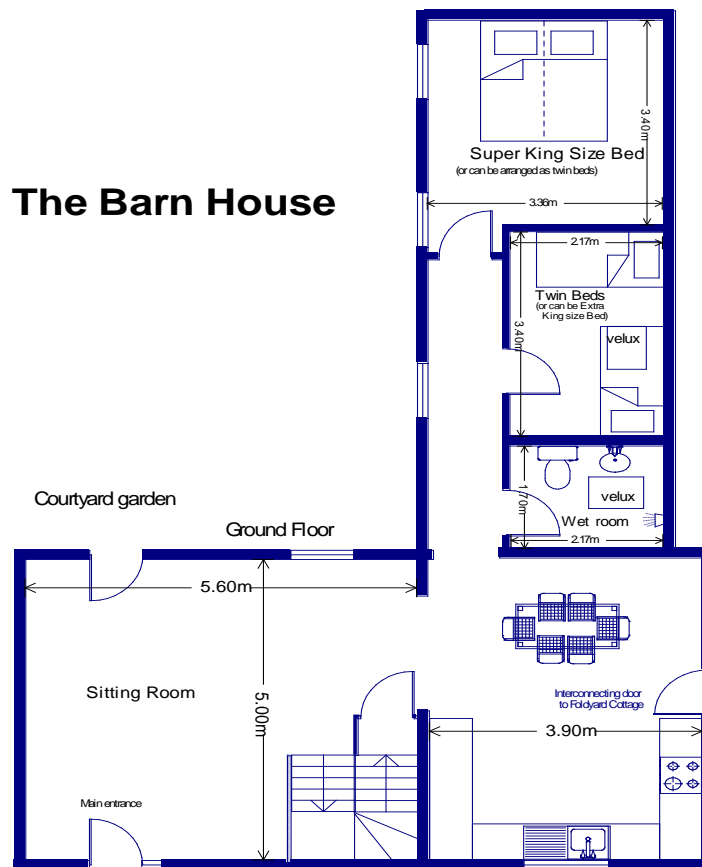 3.40m
Super King Size Bed
(or can be arranged as twin beds)
The Barn House
3.36m
2.17m
Twin Beds
(or can be Extra
King size Bed)
3.40m
velux
Courtyard garden
1.70m
velux
Wet room
Ground Floor
2.17m
5.60m
Sitting Room
5.00m
Interconnecting door
to Foldyard Cottage
3.90m
Main entrance